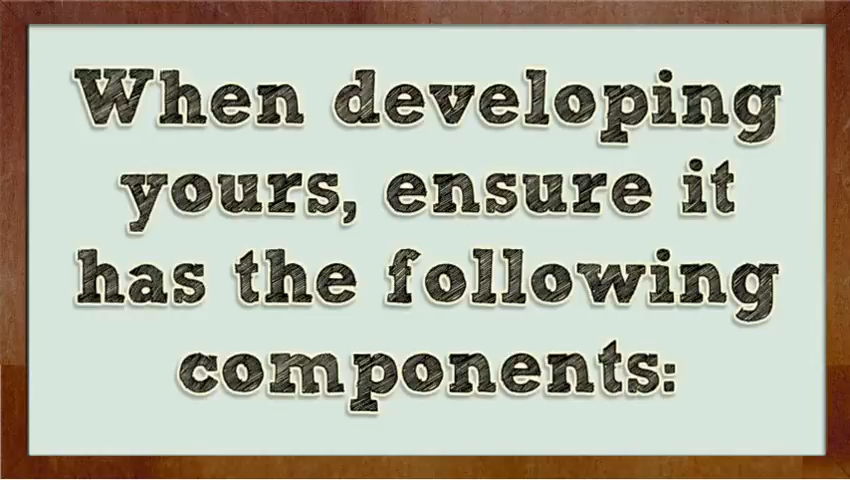 When developing
yours, ensure it
has the following
components: